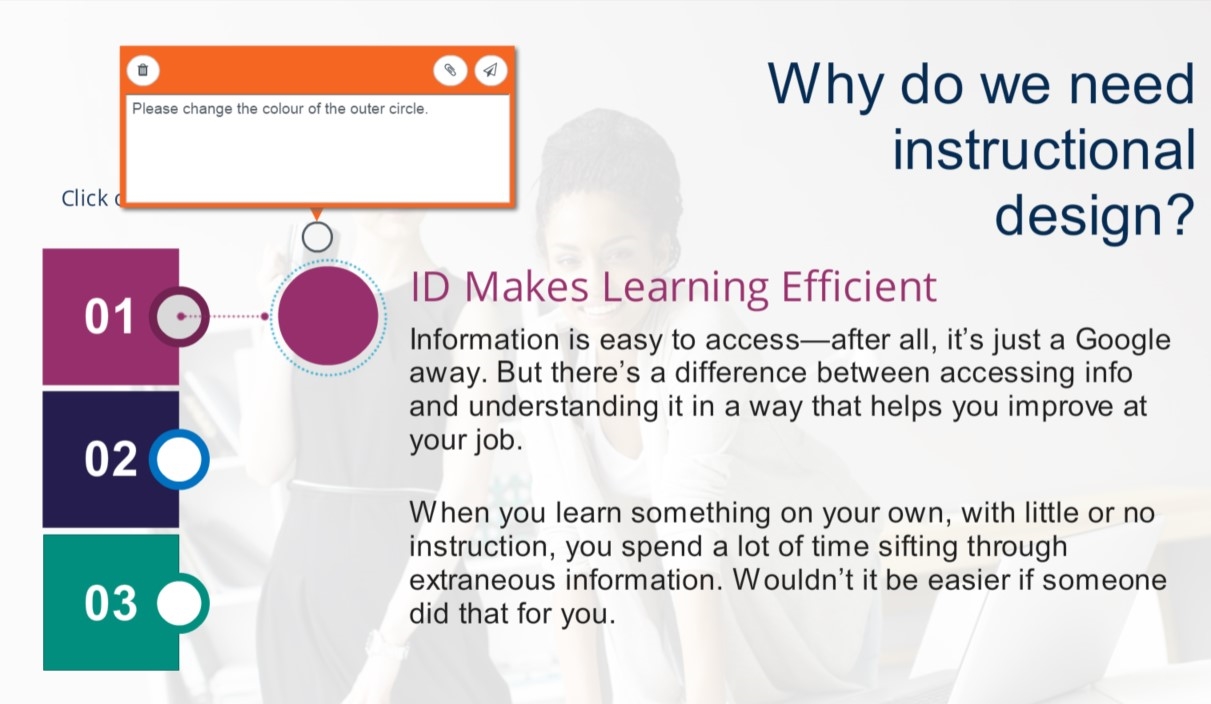 Please change the colour of the outer circle.
Why do we need
instructional
design?
Click
01
02
03
ID Makes Learning Efficient
Information is easy to access—after all, it’s just a Google
away. But there’s a difference between accessing info
and understanding it in a way that helps you improve at
your job.
When you learn something on your own, with little or no
instruction, you spend a lot of time sifting through
extraneous information. Wouldn’t it be easier if someone
did that for you.